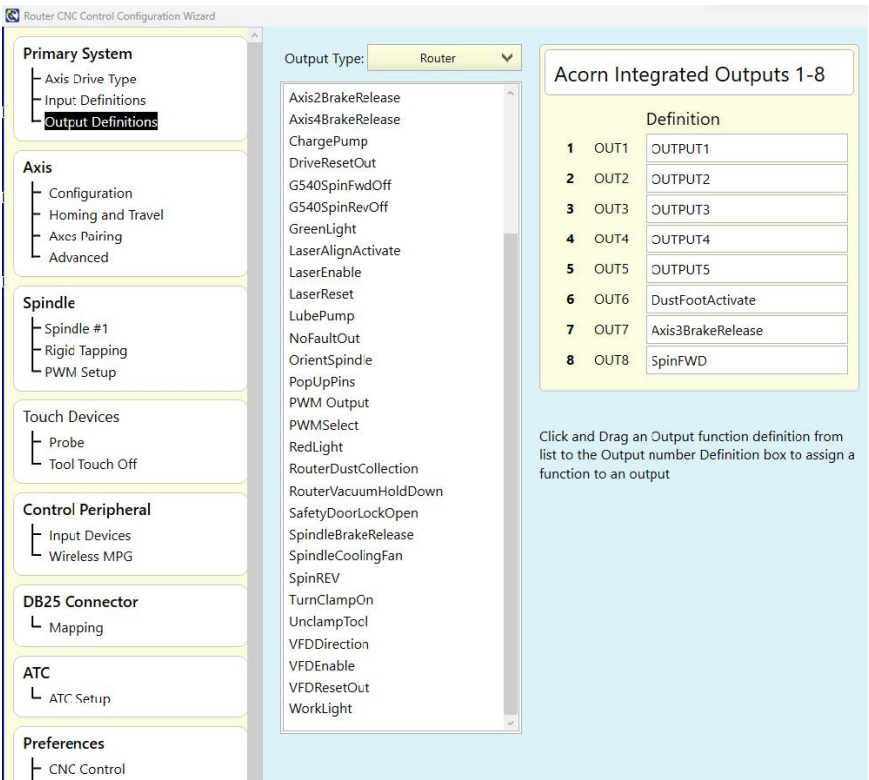 Router CNC Control Configuration Wizard
Primary System
Axis Drive Type
Input Definitions
Output Definitions
Axis
Configuration
Homing and Travel
Axes Pairing
Advanced
Spindle
Spindle #1
Rigid Tapping
PWM Setup
Touch Devices
Probe
Tool Touch Off
Control Peripheral
Input Devices
Wireless MPG
DB25 Connector
Mapping
ATC
ATC Setup
Preferences
CNC Control
Output Type: Router
Axis2BrakeRelease
Axis4BrakeRelease
ChargePump
DriveResetOut
G540SpinFwdOff
G540SpinRevOff
GreenLight
LaserAlignActivate
LaserEnable
LaserReset
LubePump
NoFaultOut
OrientSpindle
PopUpPins
PWM Output
PWMSelect
RedLight
RouterDustCollection
RouterVacuumHoldDown
SafetyDoorLockOpen
SpindleBrakeRelease
SpindleCoolingFan
SpinREV
TurnClampOn
UnclampTool
VFDDirection
VFDEnable
VFDResetOut
WorkLight
Acorn Integrated Outputs 1-8
Definition
1 OUT1 OUTPUT1
2 OUT2 OUTPUT2
3 OUT3 OUTPUT3
4 OUT4 OUTPUT4
5 OUT5 OUTPUT5
6 OUT6 DustFootActivate
7 OUT7 Axis3BrakeRelease
8 OUT8 SpinFWD
Click and Drag an Output function definition from
list to the Output number Definition box to assign a
function to an output